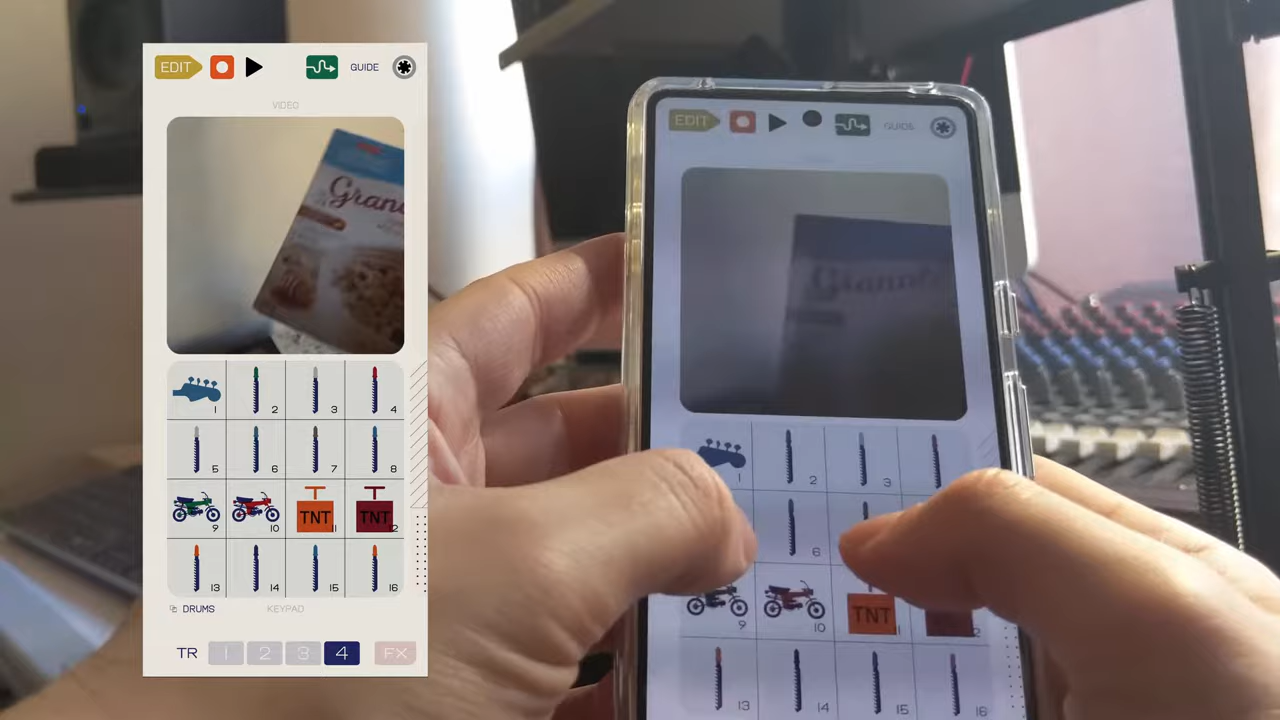 EDIT GUIDE
VIDEO
Gran
1 2 3 4
5 6 7 8
9 10 TNT TNT
13 14 15 16
DRUMS KEYPAD
TR 1 2 3 4 FX
EDIT GUIDE
1 2 3
6
9 10 TNT
13 14 15 16